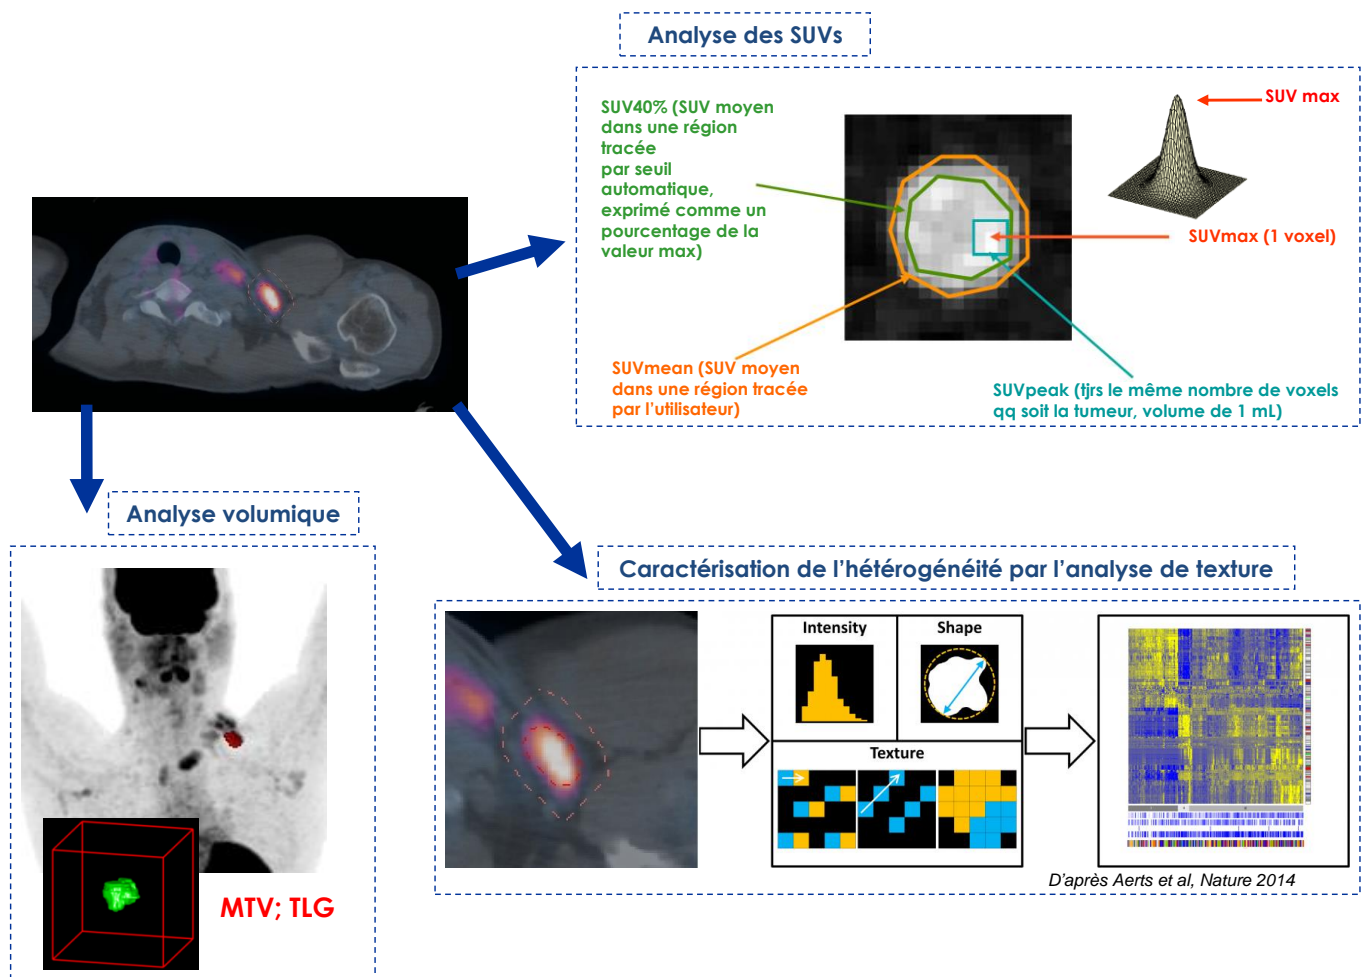 Analyse des SUVs
SUV40% (SUV moyen
dans une région
tracée
par seuil
automatique,
exprimé comme un
pourcentage de la
valeur max)
SUV max
SUVmax (1 voxel)
SUVmean (SUV moyen
dans une région tracée
par l'utilisateur)
SUVpeak (tjrs le même nombre de voxels
qq soit la tumeur, volume de 1 mL)
Analyse volumique
MTV; TLG
Caractérisation de l'hétérogénéité par l'analyse de texture
Intensity
Shape
Texture
D'après Aerts et al, Nature 2014